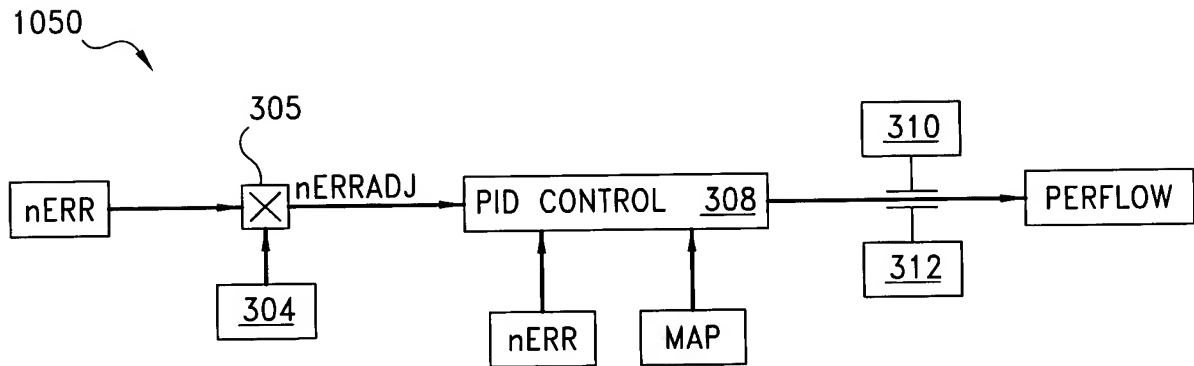 1050
305
310
nERR
nERRADJ
PID CONTROL 308
PERFLOW
304
312
nERR
MAP